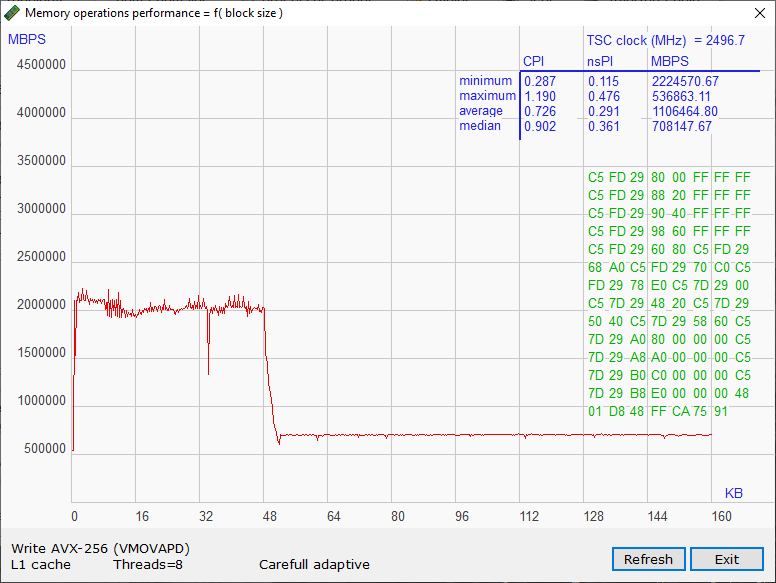 Memory operations performance = f( block size )
MBPS
TSC clock (MHz) = 2496.7
CPI nsPI MBPS
minimum 0.287 0.115 2224570.67
maximum 1.190 0.476 536863.11
average 0.726 0.291 1106464.80
median 0.902 0.361 708147.67
4500000
4000000
3500000
3000000
2500000
2000000
1500000
1000000
500000
C5 FD 29 80 00 FF FF FF
C5 FD 29 88 20 FF FF FF
C5 FD 29 90 40 FF FF FF
C5 FD 29 98 60 FF FF FF
C5 FD 29 60 80 C5 FD 29
68 A0 C5 FD 29 70 C0 C5
FD 29 78 E0 C5 7D 29 00
C5 7D 29 48 20 C5 7D 29
50 40 C5 7D 29 58 60 C5
7D 29 A0 80 00 00 00 C5
7D 29 A8 A0 00 00 00 C5
7D 29 B0 C0 00 00 00 C5
7D 29 B8 E0 00 00 00 48
01 D8 48 FF CA 75 91
KB
0 16 32 48 64 80 96 112 128 144 160
Write AVX-256 (VMOVAPD)
L1 cache Threads=8 Carefull adaptive
Refresh Exit